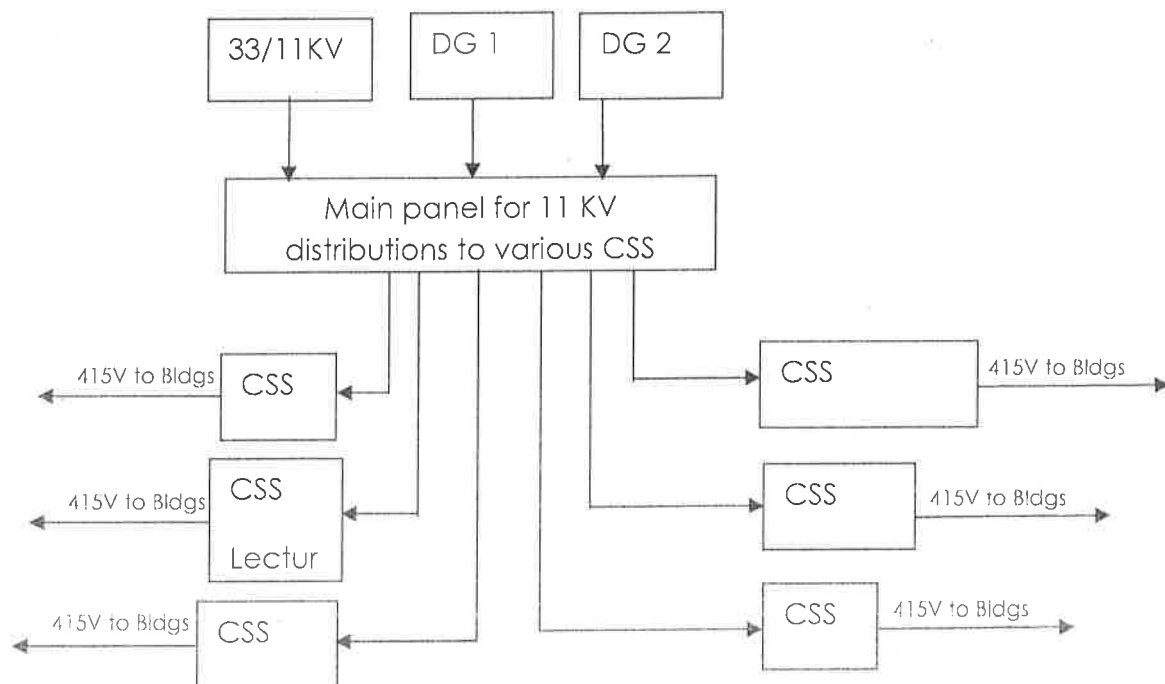 33/11KV
DG 1
DG 2
Main panel for 11 KV
distributions to various CSS
415V to Bldgs
CSS
CSS
415V to Bldgs
415V to Bldgs
CSS
Lectur
CSS
415V to Bldgs
415V to Bldgs
CSS
CSS
415V to Bldgs